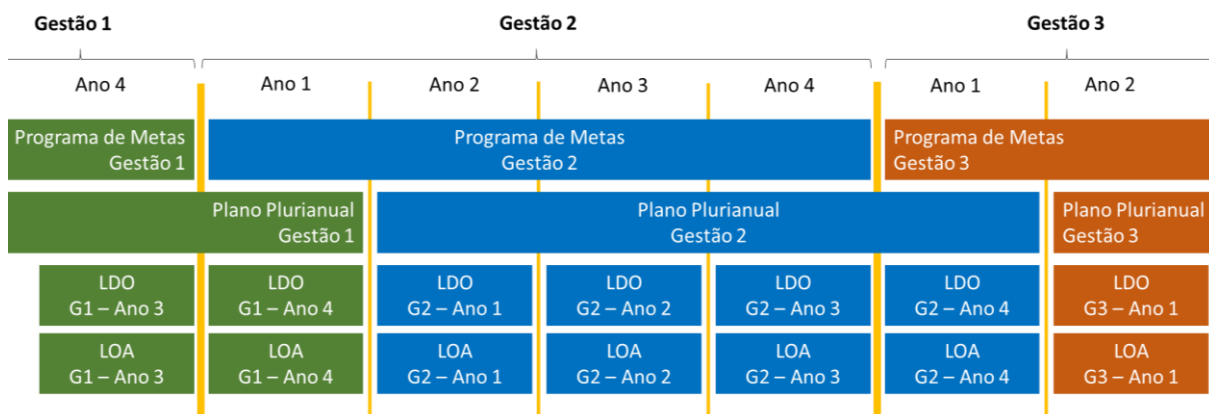 Gestão 1
Gestão 2
Gestão 3
Ano 4
Ano 1
Ano 2
Ano 3
Ano 4
Ano 1
Ano 2
Programa de Metas
Gestão 1
Programa de Metas
Gestão 2
Programa de Metas
Gestão 3
Plano Plurianual
Gestão 1
Plano Plurianual
Gestão 2
Plano Plurianual
Gestão 3
LDO
G1 – Ano 3
LDO
G1 – Ano 4
LDO
G2 – Ano 1
LDO
G2 – Ano 2
LDO
G2 – Ano 3
LDO
G2 – Ano 4
LDO
G3 – Ano 1
LOA
G1 – Ano 3
LOA
G1 – Ano 4
LOA
G2 – Ano 1
LOA
G2 – Ano 2
LOA
G2 – Ano 3
LOA
G2 – Ano 4
LOA
G3 – Ano 1